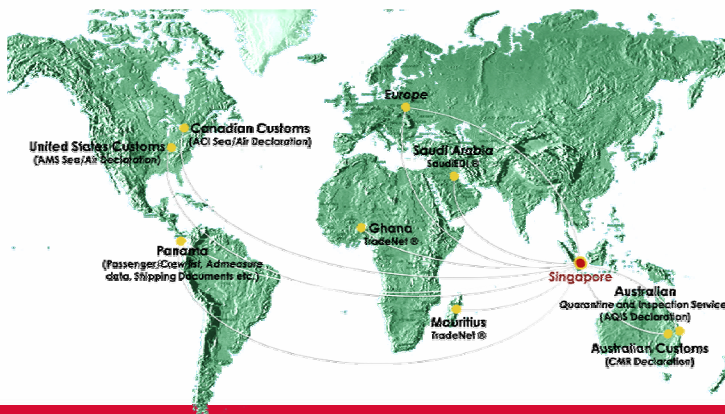 Europe
Canadian Customs
(ACI Sea/Air Declaration)
United States Customs
(AMS Sea/Air Declaration)
Saudi Arabia
SaudiEDI ®
Ghana
TradeNet ®
Panama
(Passenger/Crew list, Admeasure
data, Shipping Documents etc.)
Singapore
Australian
Quarantine and Inspection Service
(AQIS Declaration)
Mauritius
TradeNet ®
Australian Customs
(CMR Declaration)